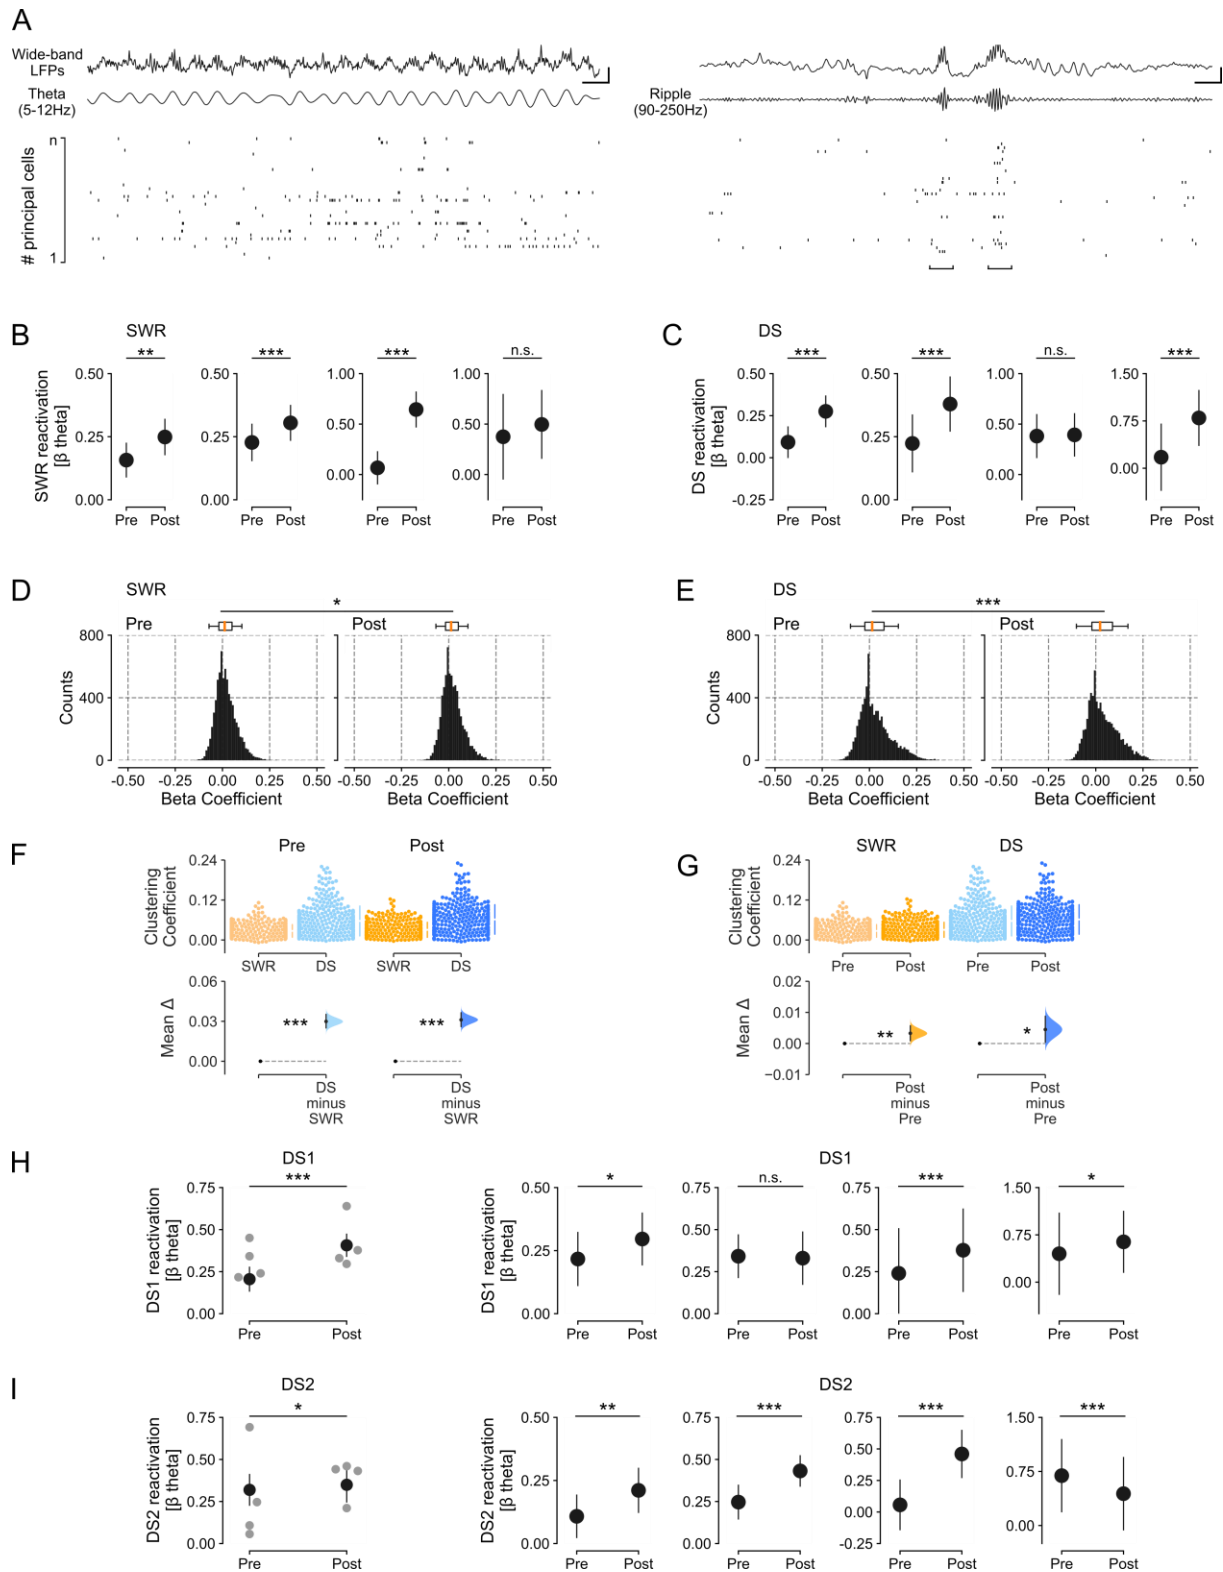 A
Wide-band
LFPs
Theta
(5-12Hz)
Ripple
(90-250Hz)
# principal cells
n
1
B
SWR
SWR reactivation
[β theta]
** *** *** n.s.
0.50 0.50 1.00 1.00
0.25 0.25 0.50 0.50
0.00 0.00 0.00 0.00
Pre Post Pre Post Pre Post Pre Post
C
DS
DS reactivation
[β theta]
*** *** n.s. ***
0.50 0.50 1.00 1.50
0.25 0.25 0.50 0.75
0.00 0.00
-0.25 0.00 0.00
Pre Post Pre Post Pre Post Pre Post
D
SWR
*
Pre Post
Counts
800
400
0
-0.50 -0.25 0.00 0.25 0.50 -0.50 -0.25 0.00 0.25 0.50
Beta Coefficient Beta Coefficient
E
DS
***
Pre Post
Counts
800
400
0
-0.50 -0.25 0.00 0.25 0.50 -0.50 -0.25 0.00 0.25 0.50
Beta Coefficient Beta Coefficient
F
Pre Post
Clustering
Coefficient
0.24
0.12
0.00
SWR DS SWR DS
Mean Δ
0.06
0.03
0.00
*** ***
DS
minus
SWR
DS
minus
SWR
G
SWR DS
Clustering
Coefficient
0.24
0.12
0.00
Pre Post Pre Post
Mean Δ
0.02
0.01
0.00
−0.01
** *
Post
minus
Pre
Post
minus
Pre
H
DS1
***
DS1 reactivation
[β theta]
0.75
0.50
0.25
0.00
Pre Post
DS1
DS1 reactivation
[β theta]
* n.s. *** *
0.50 0.75 0.75 1.50
0.50 0.50 0.75
0.25 0.25 0.25 0.00
0.00 0.00 0.00
Pre Post Pre Post Pre Post Pre Post
I
DS2
*
DS2 reactivation
[β theta]
0.75
0.50
0.25
0.00
Pre Post
DS2
DS2 reactivation
[β theta]
** *** *** ***
0.50 0.75 0.75 1.50
0.50 0.50 0.75
0.25 0.25 0.25
0.00 0.00
0.00 0.00 -0.25
Pre Post Pre Post Pre Post Pre Post